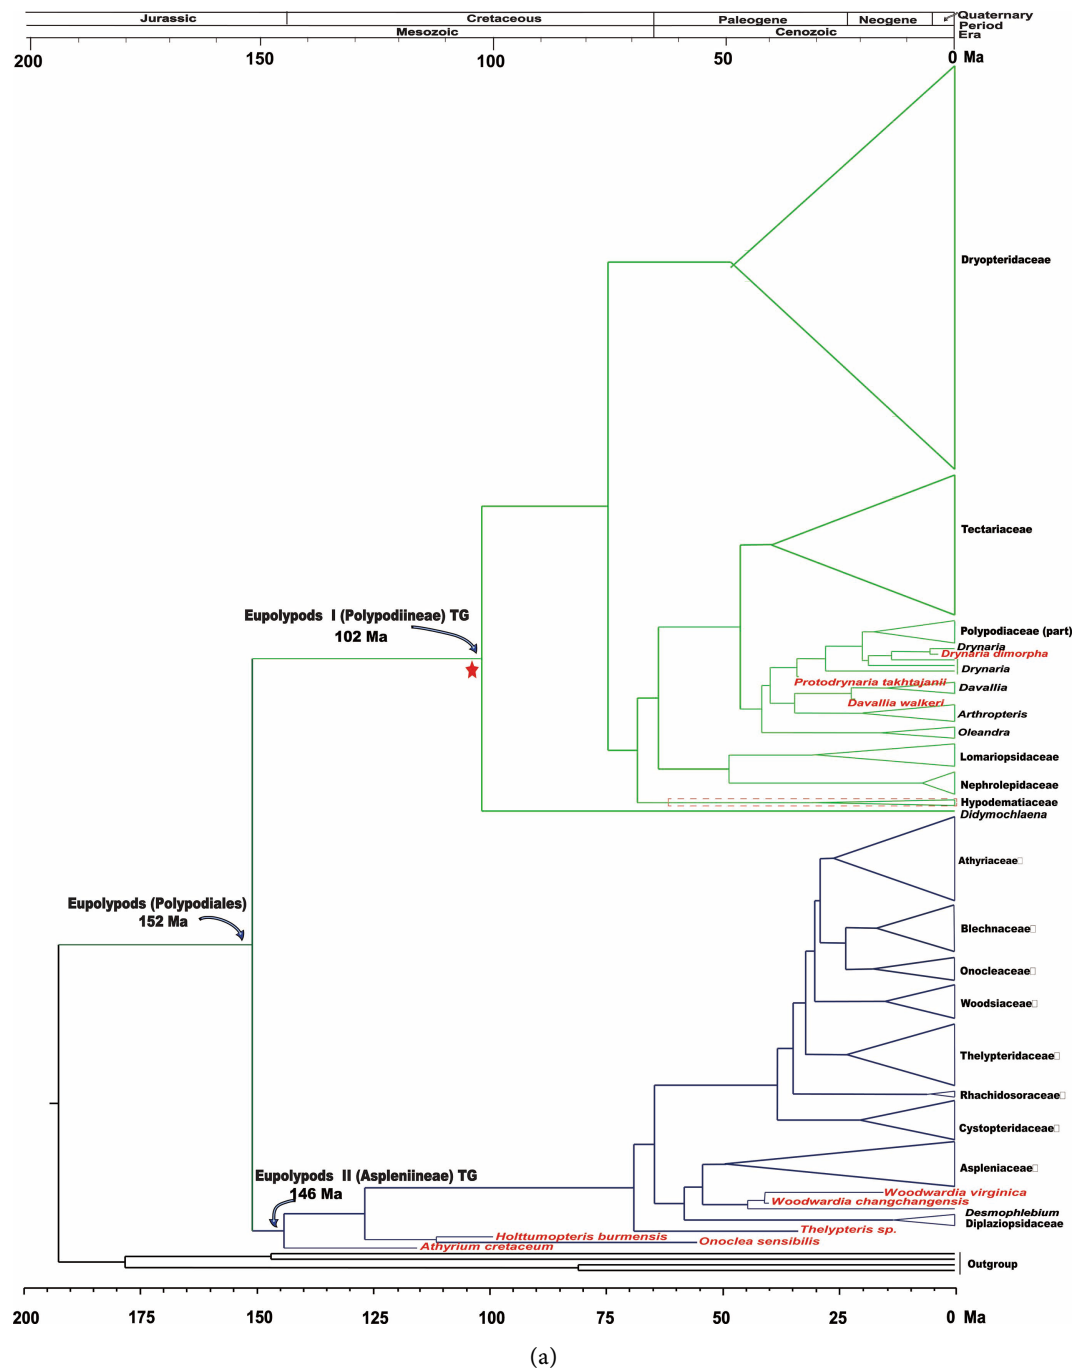 Jurassic Cretaceous Paleogene Neogene Quaternary
Period
Mesozoic Cenozoic Era
200 150 100 50 0 Ma
Dryopteridaceae
Tectariaceae
Eupolypods I (Polypodiineae) TG
102 Ma
Polypodiaceae (part)
Drynaria
Drynaria dimorpha
Drynaria
Protodrynaria takhtajanii
Davallia
Davallia walkeri
Arthropteris
Oleandra
Lomariopsidaceae
Nephrolepidaceae
Hypodematiaceae
Didymochlaena
Athyriaceae
Eupolypods (Polypodiales)
152 Ma
Blechnaceae
Onocleaceae
Woodsiaceae
Thelypteridaceae
Rhachidosoraceae
Cystopteridaceae
Aspleniaceae
Eupolypods II (Aspleniineae) TG
146 Ma
Woodwardia virginica
Woodwardia changchangensis
Desmophlebium
Diplaziopsidaceae
Thelypteris sp.
Holttumopteris burmensis
Onoclea sensibilis
Athyrium cretaceum
Outgroup
200 175 150 125 100 75 50 25 0 Ma
(a)